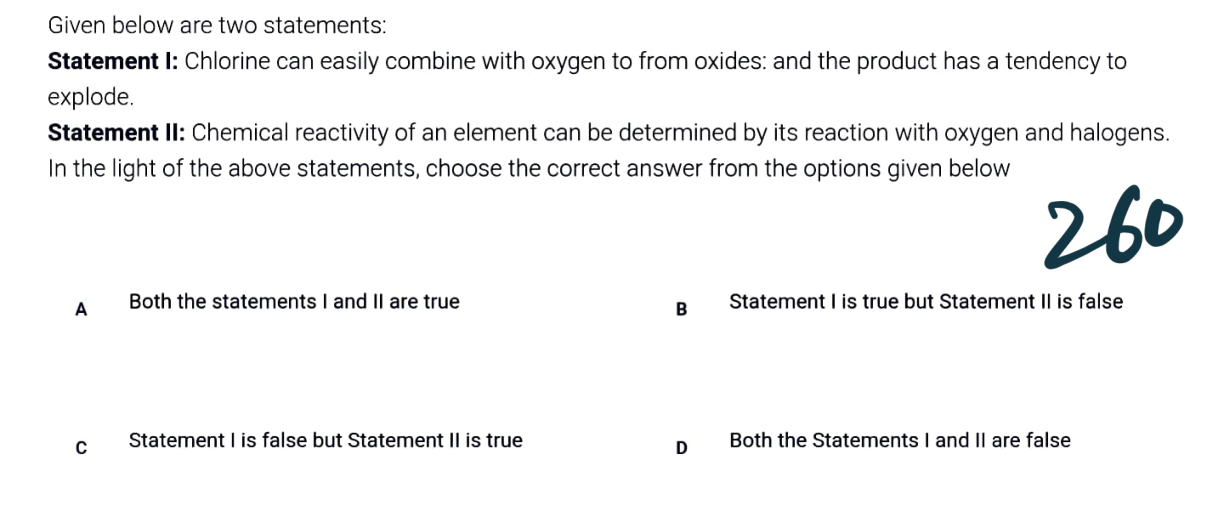 Given below are two statements:
Statement I: Chlorine can easily combine with oxygen to from oxides: and the product has a tendency to
explode.
Statement II: Chemical reactivity of an element can be determined by its reaction with oxygen and halogens.
In the light of the above statements, choose the correct answer from the options given below
260
A Both the statements I and II are true
B Statement I is true but Statement II is false
C Statement I is false but Statement II is true
D Both the Statements I and II are false